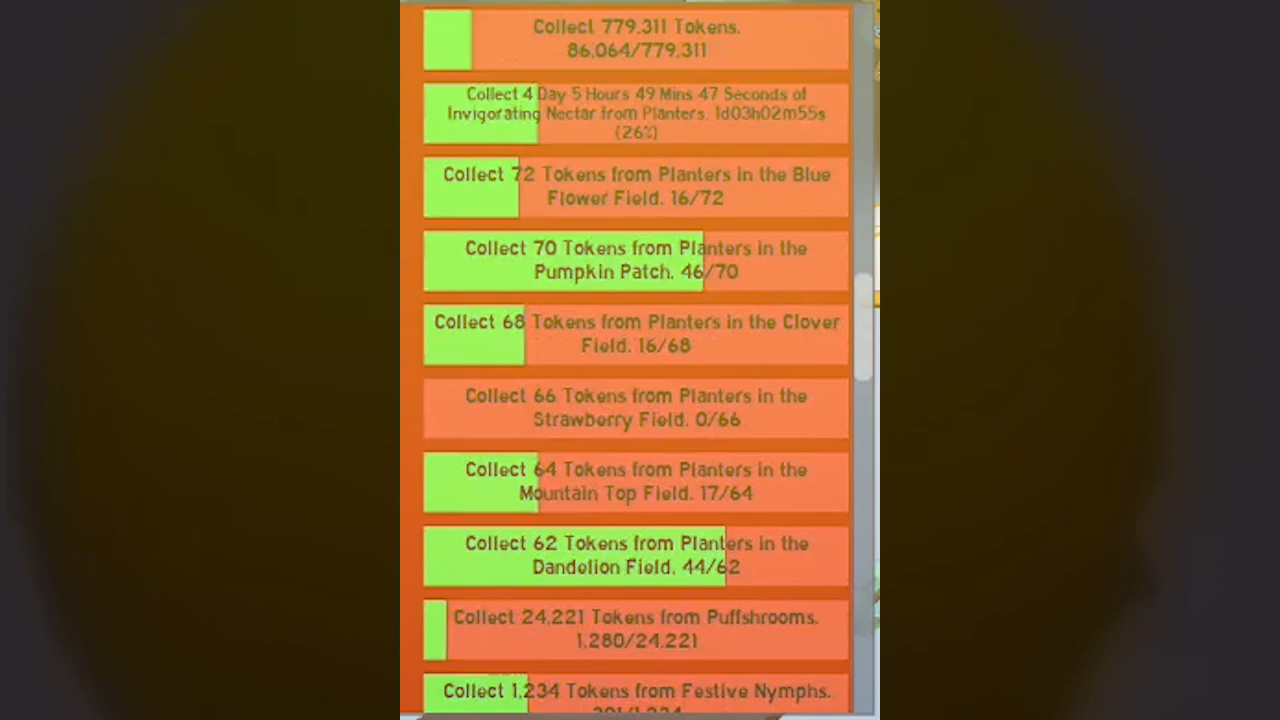 Collect 779,311 Tokens.
86,064/779,311
Collect 4 Day 5 Hours 49 Mins 47 Seconds of
Invigorating Nectar from Planters. 1d03h02m55s
(26%)
Collect 72 Tokens from Planters in the Blue
Flower Field. 16/72
Collect 70 Tokens from Planters in the
Pumpkin Patch. 46/70
Collect 68 Tokens from Planters in the Clover
Field. 16/68
Collect 66 Tokens from Planters in the
Strawberry Field. 0/66
Collect 64 Tokens from Planters in the
Mountain Top Field. 17/64
Collect 62 Tokens from Planters in the
Dandelion Field. 44/62
Collect 24,221 Tokens from Puffshrooms.
1,280/24,221
Collect 1,234 Tokens from Festive Nymphs.